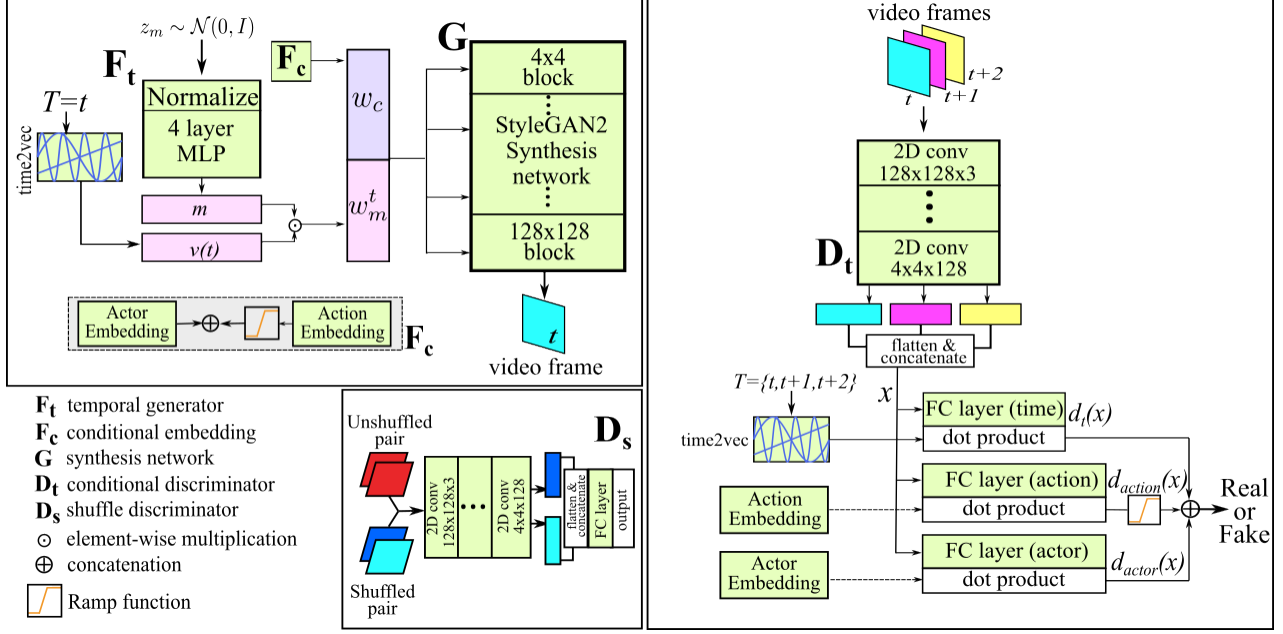 z_m ∼ 𝒩(0, I)
F_t
T=t
time2vec
Normalize
4 layer
MLP
m
v(t)
⊙
F_c
w_c
w_m^t
G
4x4
block
StyleGAN2
Synthesis
network
128x128
block
t
video frame
Actor
Embedding
⊕
Action
Embedding
F_c
F_t temporal generator
F_c conditional embedding
G synthesis network
D_t conditional discriminator
D_s shuffle discriminator
⊙ element-wise multiplication
⊕ concatenation
Ramp function
Unshuffled
pair
Shuffled
pair
2D conv
128x128x3
2D conv
4x4x128
flatten &
concatenate
FC layer
output
D_s
video frames
t
t+1
t+2
D_t
2D conv
128x128x3
2D conv
4x4x128
flatten &
concatenate
x
T={t,t+1,t+2}
time2vec
FC layer (time)
dot product
d_t(x)
Action
Embedding
FC layer (action)
dot product
d_action(x)
Actor
Embedding
FC layer (actor)
dot product
d_actor(x)
⊕
Real
or
Fake